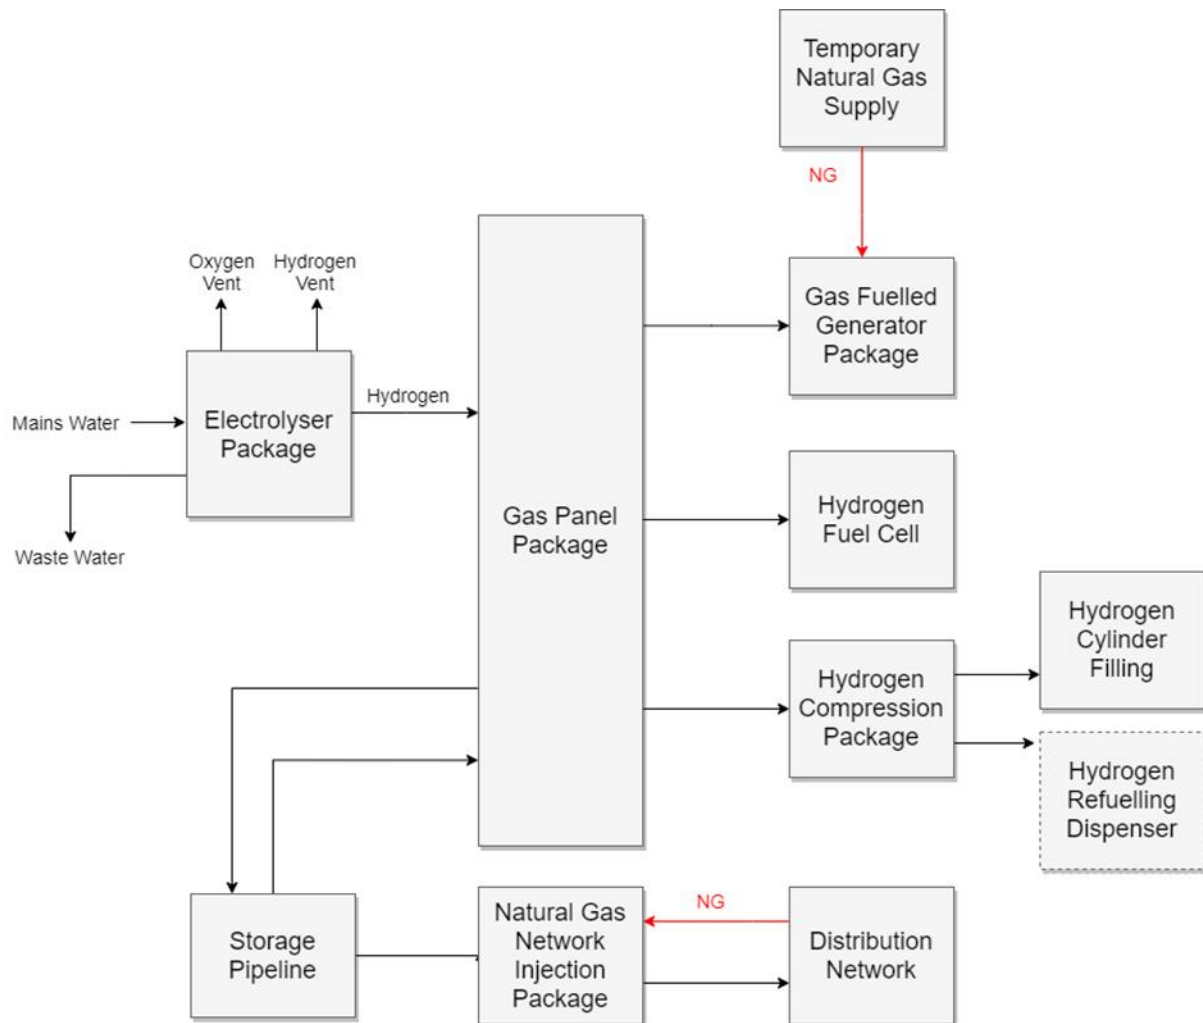 Temporary
Natural Gas
Supply
NG
Oxygen
Vent
Hydrogen
Vent
Gas Fuelled
Generator
Package
Mains Water
Electrolyser
Package
Hydrogen
Waste Water
Gas Panel
Package
Hydrogen
Fuel Cell
Hydrogen
Compression
Package
Hydrogen
Cylinder
Filling
Hydrogen
Refuelling
Dispenser
Storage
Pipeline
Natural Gas
Network
Injection
Package
NG
Distribution
Network